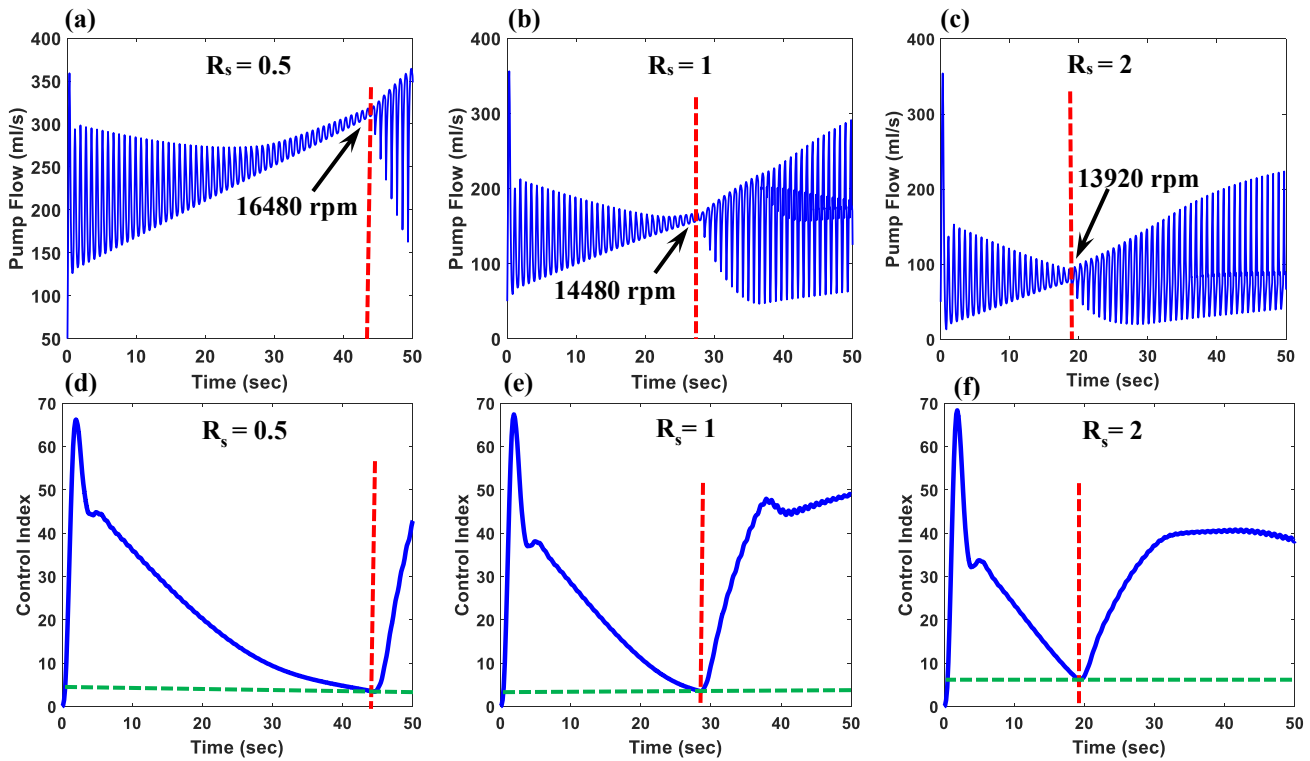 (a)
R_s = 0.5
400
350
300
250
200
150
100
50
Pump Flow (ml/s)
16480 rpm
0 10 20 30 40 50
Time (sec)
(b)
R_s = 1
400
300
200
100
0
Pump Flow (ml/s)
14480 rpm
0 10 20 30 40 50
Time (sec)
(c)
R_s = 2
400
300
200
100
0
Pump Flow (ml/s)
13920 rpm
0 10 20 30 40 50
Time (sec)
(d)
R_s = 0.5
70
60
50
40
30
20
10
0
Control Index
0 10 20 30 40 50
Time (sec)
(e)
R_s = 1
70
60
50
40
30
20
10
0
Control Index
0 10 20 30 40 50
Time (sec)
(f)
R_s = 2
70
60
50
40
30
20
10
0
Control Index
0 10 20 30 40 50
Time (sec)